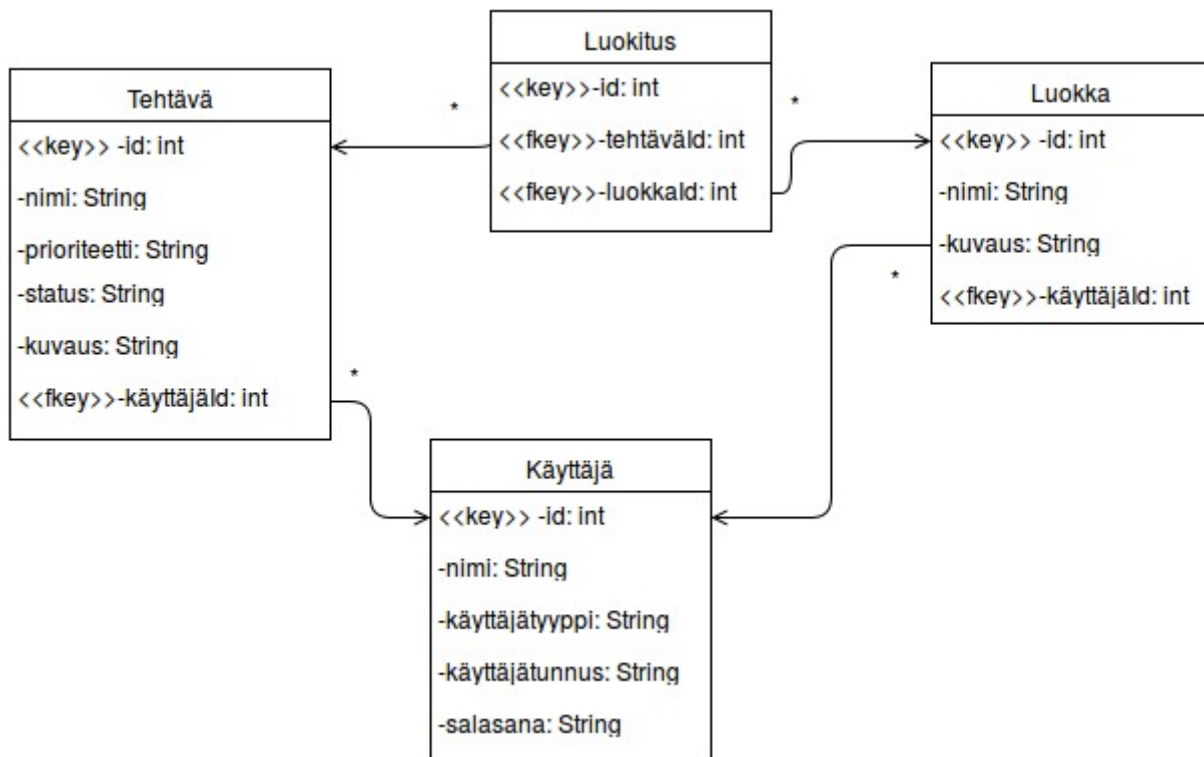 Luokitus
<<key>>-id: int
<<fkey>>-tehtäväId: int
<<fkey>>-luokkaId: int
Tehtävä
<<key>> -id: int
-nimi: String
-prioriteetti: String
-status: String
-kuvaus: String
<<fkey>>-käyttäjäId: int
Luokka
<<key>> -id: int
-nimi: String
-kuvaus: String
<<fkey>>-käyttäjäId: int
*
*
*
*
Käyttäjä
<<key>> -id: int
-nimi: String
-käyttäjätyyppi: String
-käyttäjätunnus: String
-salasana: String